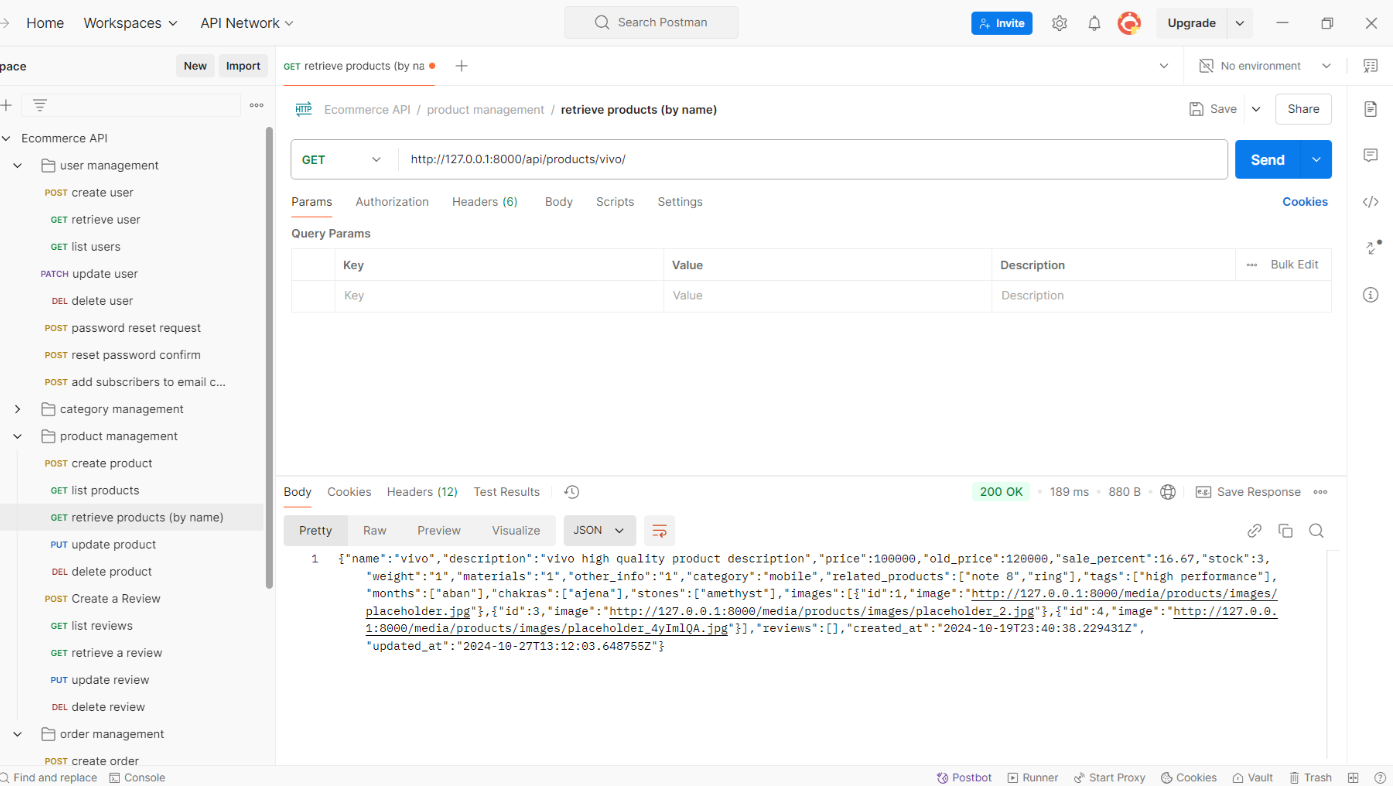 Home Workspaces API Network Search Postman Invite Upgrade
pace New Import GET retrieve products (by na No environment
Ecommerce API
user management
POST create user
GET retrieve user
GET list users
PATCH update user
DEL delete user
POST password reset request
POST reset password confirm
POST add subscribers to email c...
category management
product management
POST create product
GET list products
GET retrieve products (by name)
PUT update product
DEL delete product
POST Create a Review
GET list reviews
GET retrieve a review
PUT update review
DEL delete review
order management
POST create order
HTTP Ecommerce API / product management / retrieve products (by name) Save Share
GET http://127.0.0.1:8000/api/products/vivo/ Send
Params Authorization Headers (6) Body Scripts Settings Cookies
Query Params
Key Value Description Bulk Edit
Key Value Description
Body Cookies Headers (12) Test Results 200 OK 189 ms 880 B e.g. Save Response
Pretty Raw Preview Visualize JSON
1 {"name":"vivo","description":"vivo high quality product description","price":100000,"old_price":120000,"sale_percent":16.67,"stock":3,
"weight":"1","materials":"1","other_info":"1","category":"mobile","related_products":["note 8","ring"],"tags":["high performance"],
"months":["aban"],"chakras":["ajena"],"stones":["amethyst"],"images":[{"id":1,"image":"http://127.0.0.1:8000/media/products/images/
placeholder.jpg"},{"id":3,"image":"http://127.0.0.1:8000/media/products/images/placeholder_2.jpg"},{"id":4,"image":"http://127.0.0.
1:8000/media/products/images/placeholder_4yImlQA.jpg"}],"reviews":[],"created_at":"2024-10-19T23:40:38.229431Z",
"updated_at":"2024-10-27T13:12:03.648755Z"}
Find and replace Console Postbot Runner Start Proxy Cookies Vault Trash